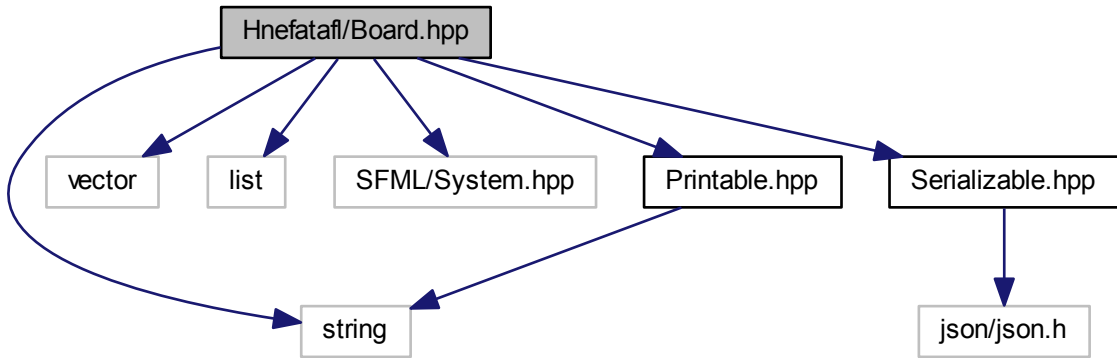 Hnefatafl/Board.hpp
vector
list
SFML/System.hpp
Printable.hpp
Serializable.hpp
string
json/json.h